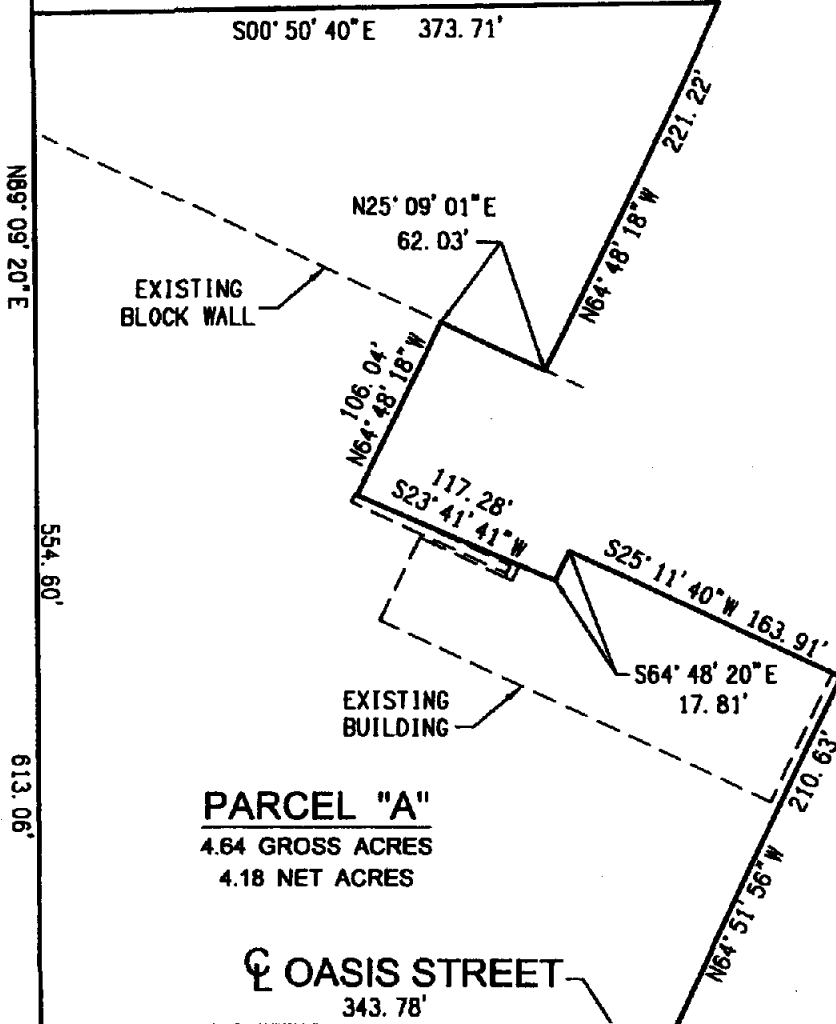 S00° 50' 40" E 373. 71'
221. 22'
N64° 48' 18" W
N89° 09' 20" E
N25° 09' 01" E
62. 03'
EXISTING
BLOCK WALL
106. 04'
N64° 48' 18" W
117. 28'
S23° 41' 41" W
S25° 11' 40" W 163. 91'
554. 60'
S64° 48' 20" E
17. 81'
EXISTING
BUILDING
210. 63'
N64° 51' 56" W
613. 06'
PARCEL "A"
4.64 GROSS ACRES
4.18 NET ACRES
℄ OASIS STREET
343. 78'